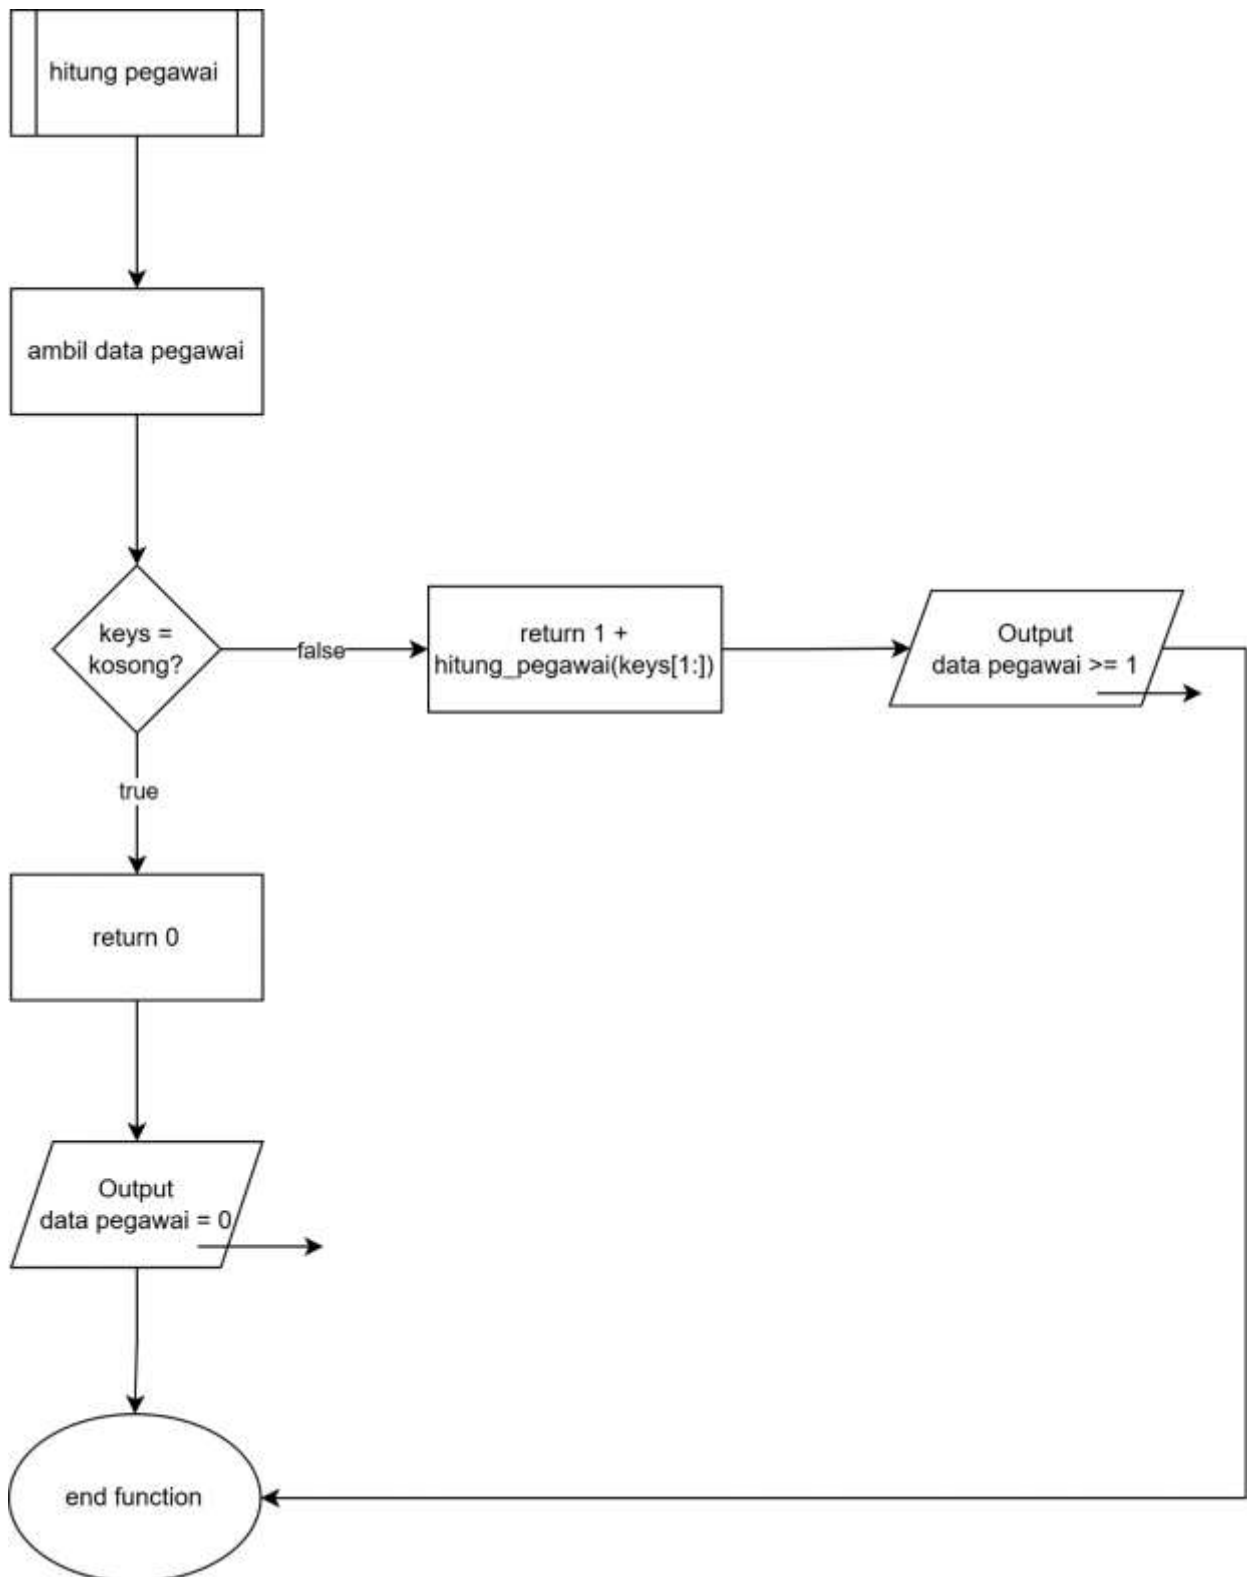 hitung pegawai
ambil data pegawai
keys =
kosong?
false
return 1 +
hitung_pegawai(keys[1:])
Output
data pegawai >= 1
true
return 0
Output
data pegawai = 0
end function